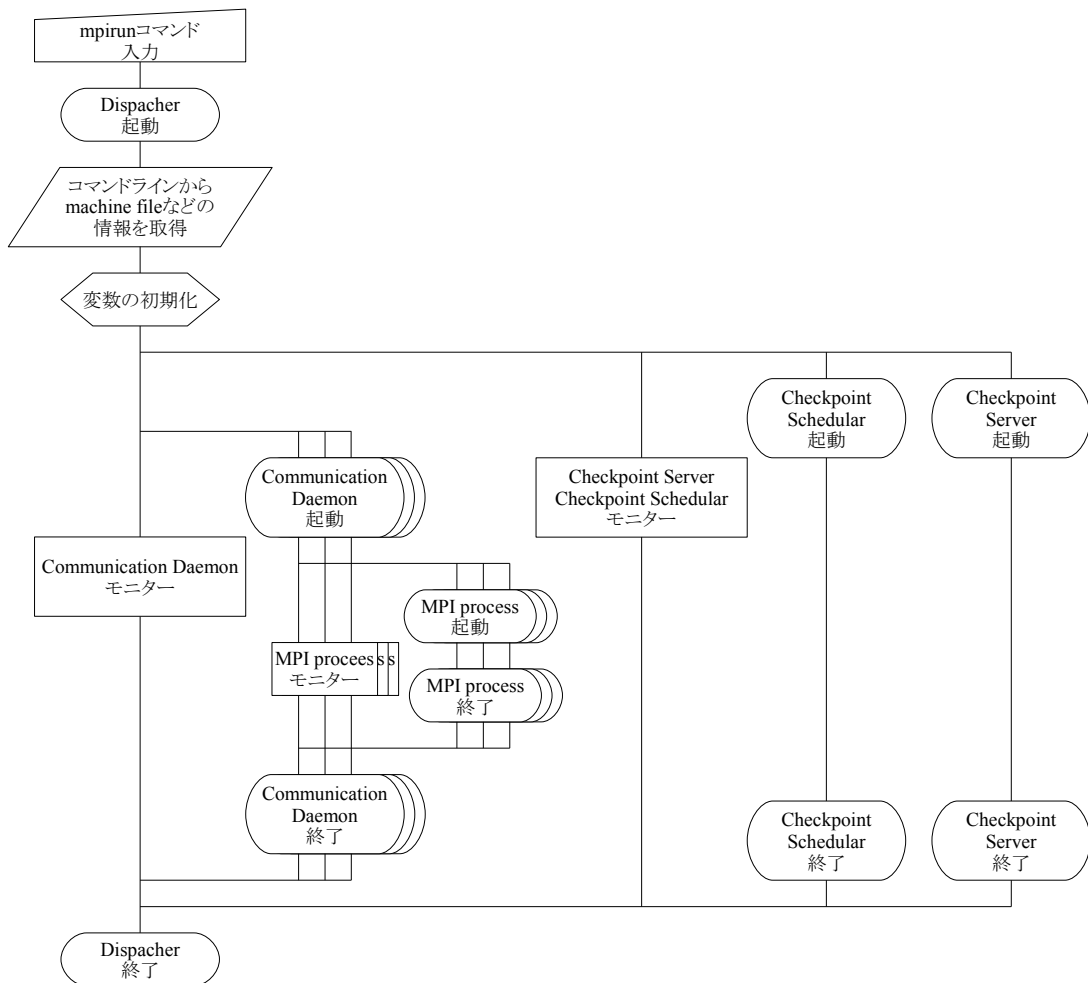 mpirunコマンド
入力
Dispacher
起動
コマンドラインから
machine fileなどの
情報を取得
変数の初期化
Checkpoint
Schedular
起動
Checkpoint
Server
起動
Communication
Daemon
起動
Checkpoint Server
Checkpoint Schedular
モニター
Communication Daemon
モニター
MPI process
起動
MPI procees s s
モニター
MPI process
終了
Communication
Daemon
終了
Checkpoint
Schedular
終了
Checkpoint
Server
終了
Dispacher
終了